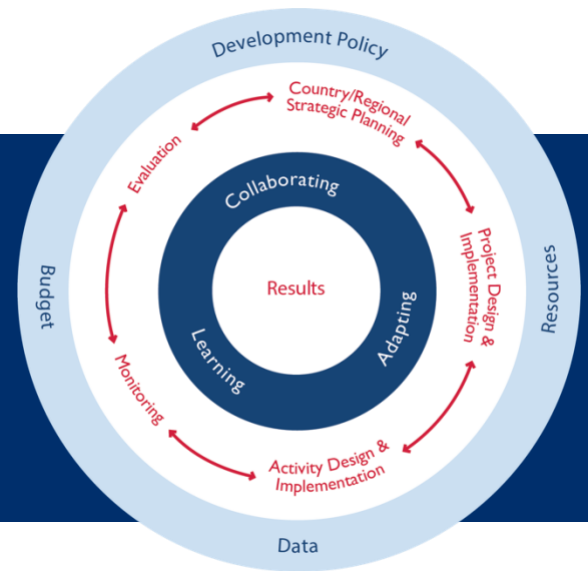 Development Policy
Country/Regional
Strategic Planning
Evaluation
Collaborating
Project Design &
Implementation
Resources
Budget
Results
Adapting
Learning
Monitoring
Activity Design &
Implementation
Data